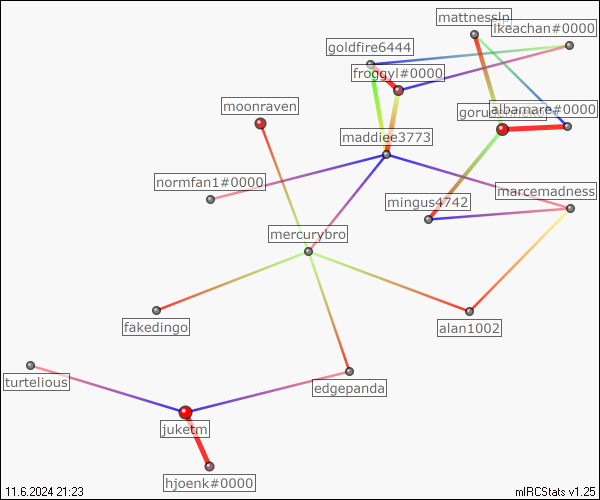 mattnesslp
ikeachan#0000
goldfire6444
froggyl#0000
moonraven
albamare#0000
maddiee3773
normfan1#0000
marcemadness
mingus4742
mercurybro
fakedingo
alan1002
turtelious
edgepanda
juketm
hjoenk#0000
11.6.2024 21:23
mIRCStats v1.25